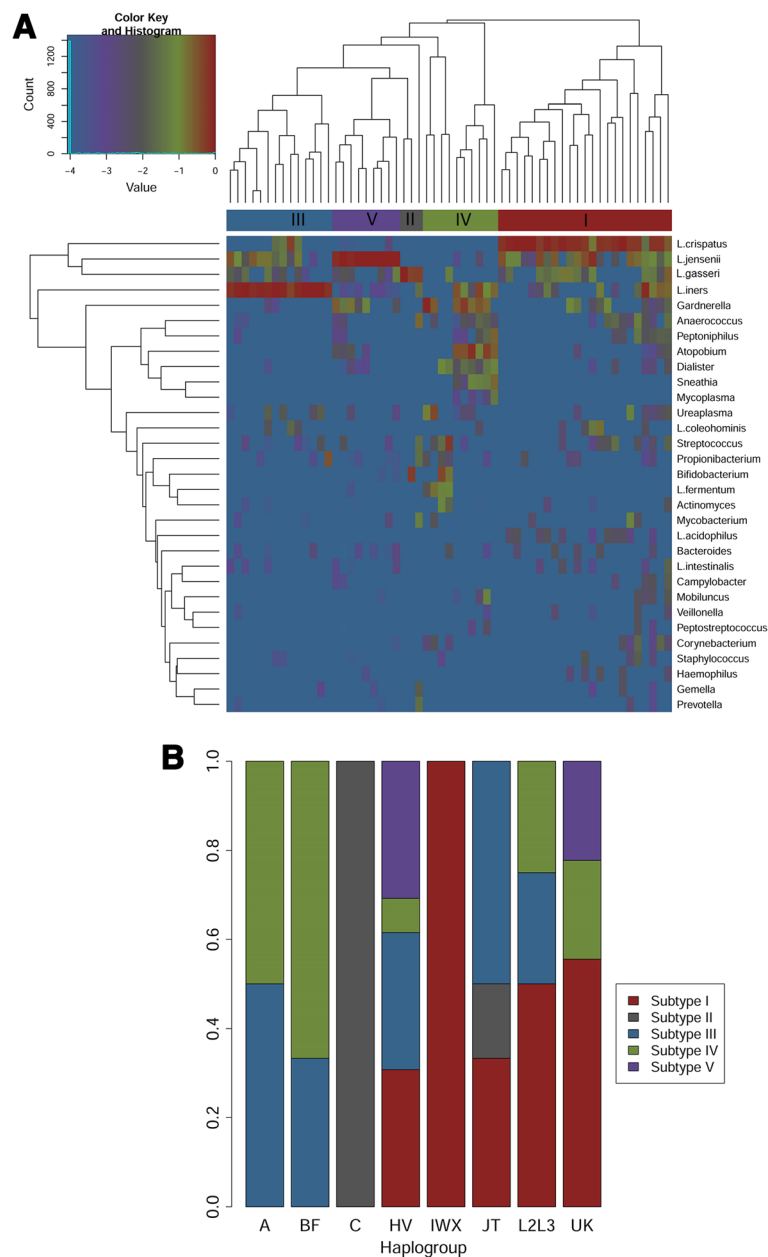 A
Color Key
and Histogram
Count
0
400
800
1200
-4
-3
-2
-1
0
Value
III
V
II
IV
I
L.crispatus
L.jensenii
L.gasseri
L.iners
Gardnerella
Anaerococcus
Peptoniphilus
Atopobium
Dialister
Sneathia
Mycoplasma
Ureaplasma
L.coleohominis
Streptococcus
Propionibacterium
Bifidobacterium
L.fermentum
Actinomyces
Mycobacterium
L.acidophilus
Bacteroides
L.intestinalis
Campylobacter
Mobiluncus
Veillonella
Peptostreptococcus
Corynebacterium
Staphylococcus
Haemophilus
Gemella
Prevotella
B
1.0
0.8
0.6
0.4
0.2
0.0
A
BF
C
HV
IWX
JT
L2L3
UK
Haplogroup
Subtype I
Subtype II
Subtype III
Subtype IV
Subtype V